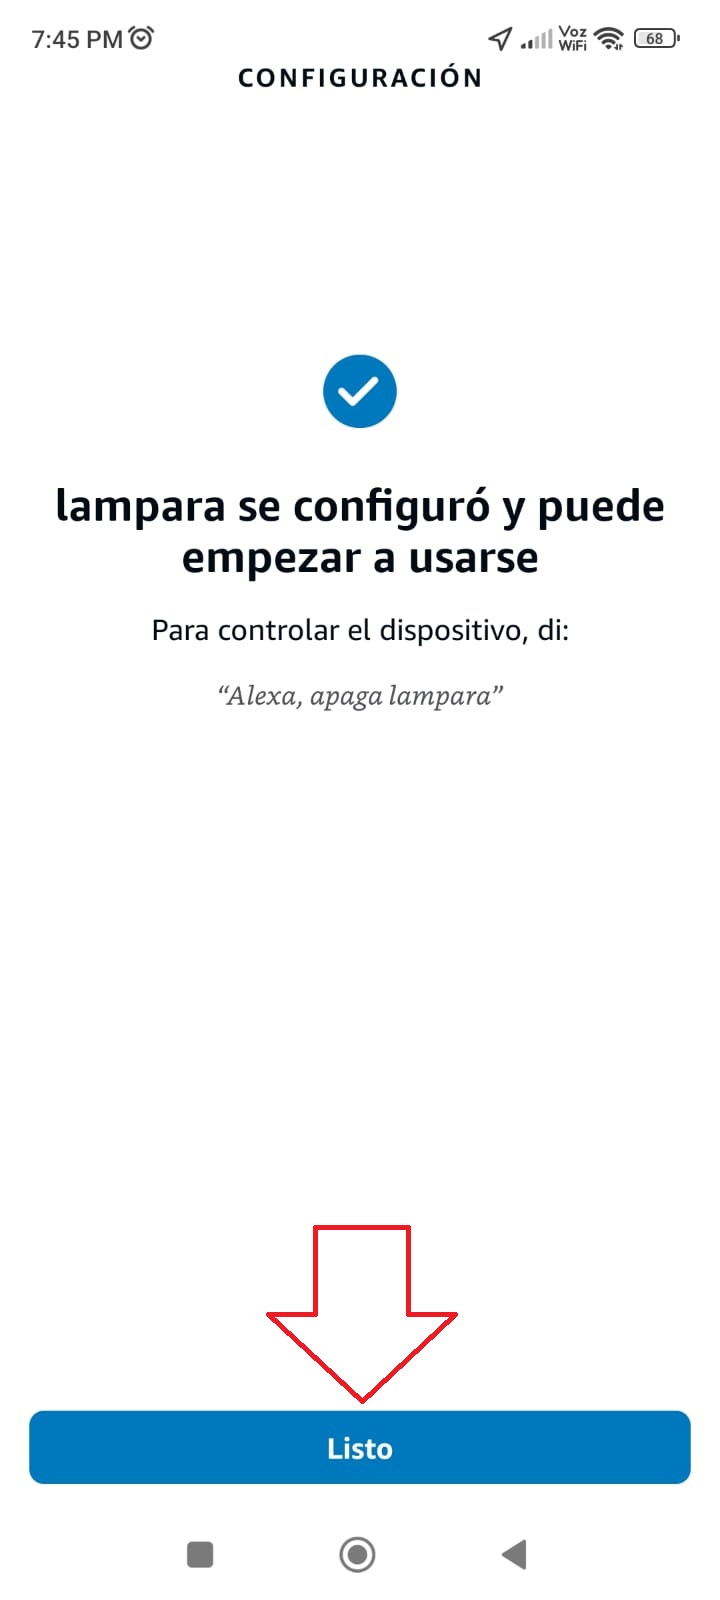 7:45 PM
Voz
WiFi
68
CONFIGURACIÓN
lampara se configuró y puede
empezar a usarse
Para controlar el dispositivo, di:
“Alexa, apaga lampara”
Listo